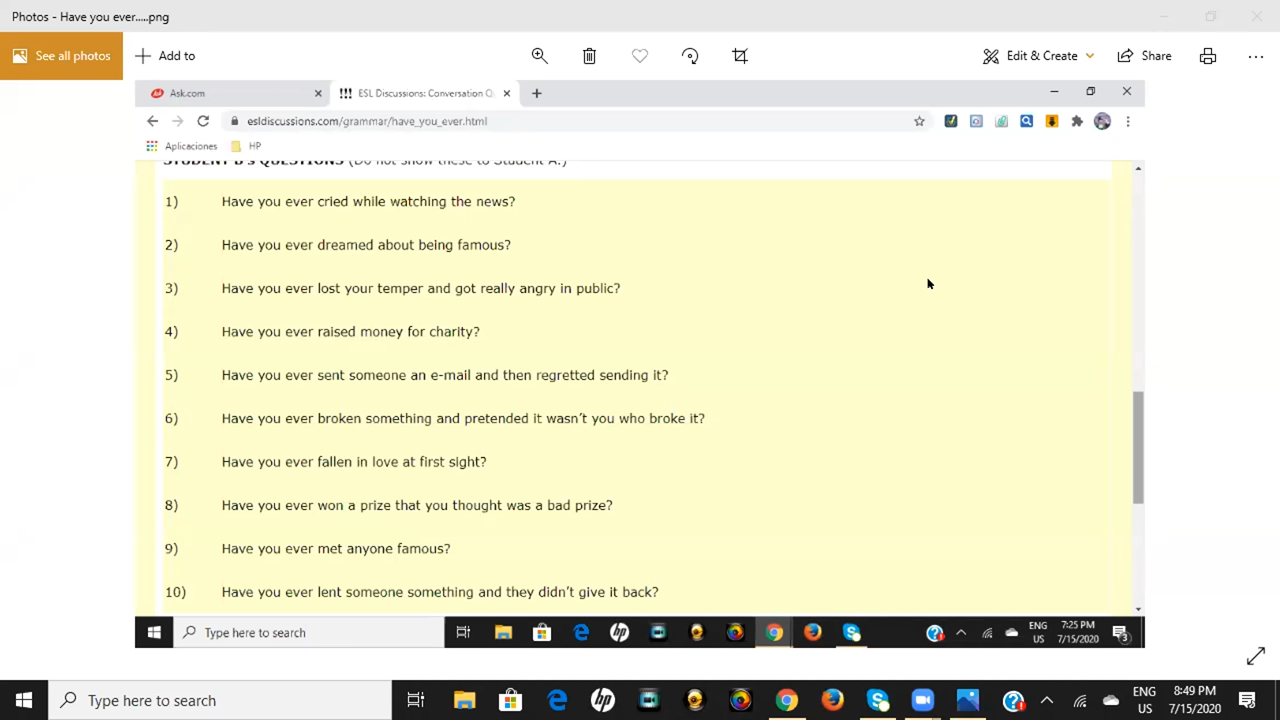 Photos - Have you ever.....png
See all photos
Add to
Edit & Create
Share
Ask.com
ESL Discussions: Conversation Q
esldiscussions.com/grammar/have_you_ever.html
Aplicaciones
HP
STUDENT B's QUESTIONS (Do not show these to Student A.)
1) Have you ever cried while watching the news?
2) Have you ever dreamed about being famous?
3) Have you ever lost your temper and got really angry in public?
4) Have you ever raised money for charity?
5) Have you ever sent someone an e-mail and then regretted sending it?
6) Have you ever broken something and pretended it wasn't you who broke it?
7) Have you ever fallen in love at first sight?
8) Have you ever won a prize that you thought was a bad prize?
9) Have you ever met anyone famous?
10) Have you ever lent someone something and they didn't give it back?
Type here to search
ENG
US
7:25 PM
7/15/2020
3
Type here to search
ENG
US
8:49 PM
7/15/2020